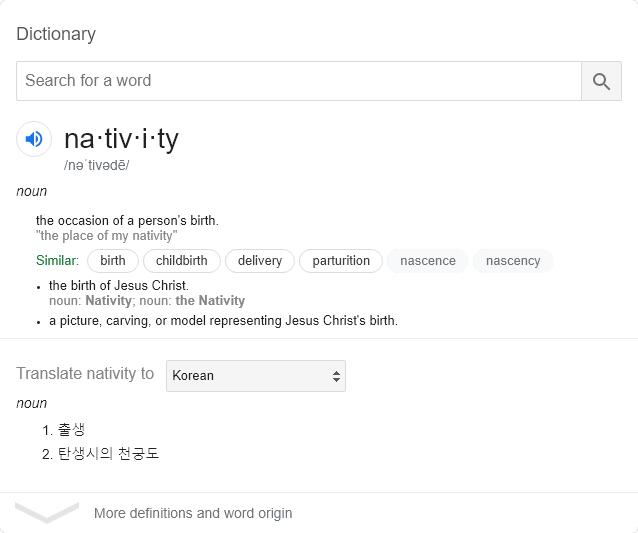 Dictionary
Search for a word
na·tiv·i·ty
/nəˈtivədē/
noun
the occasion of a person's birth.
"the place of my nativity"
Similar: birth childbirth delivery parturition nascence nascency
• the birth of Jesus Christ.
noun: Nativity; noun: the Nativity
• a picture, carving, or model representing Jesus Christ's birth.
Translate nativity to Korean
noun
1. 출생
2. 탄생시의 천궁도
More definitions and word origin